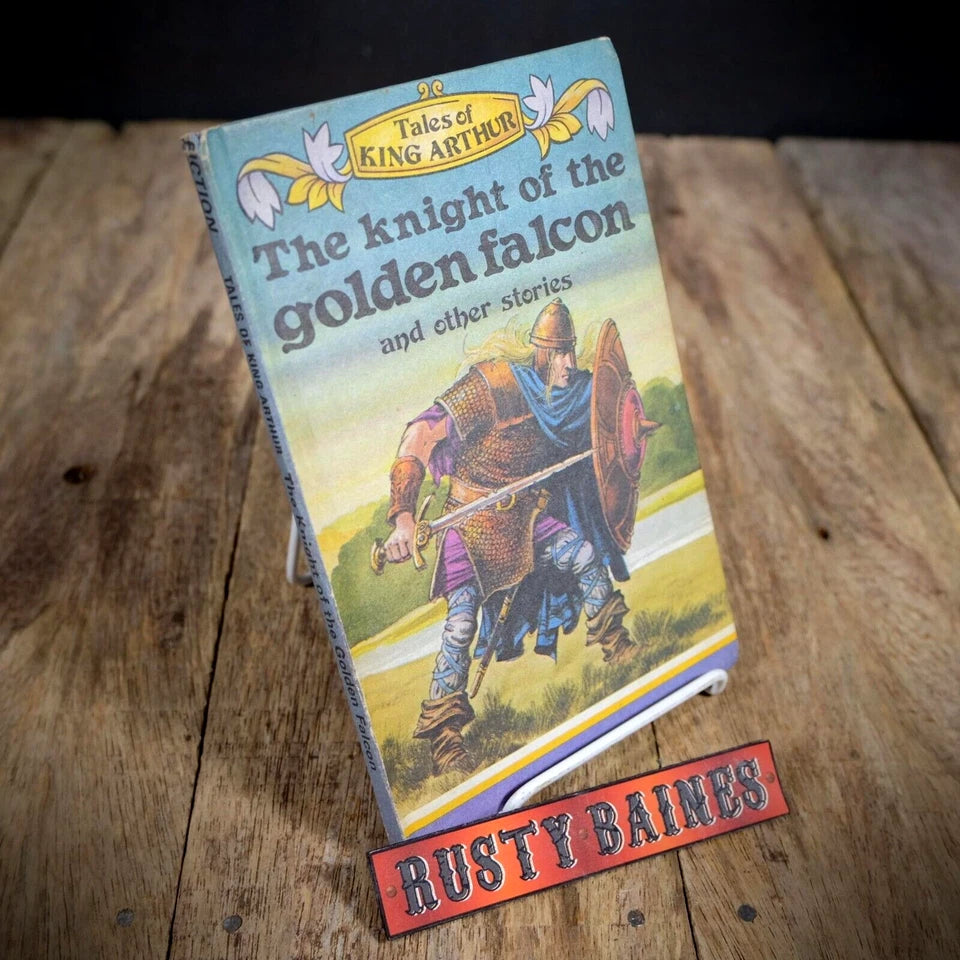 Tales of
KING ARTHUR
The knight of the
golden falcon
and other stories
FICTION TALES OF KING ARTHUR The Knight of the Golden Falcon
RUSTY BAINES